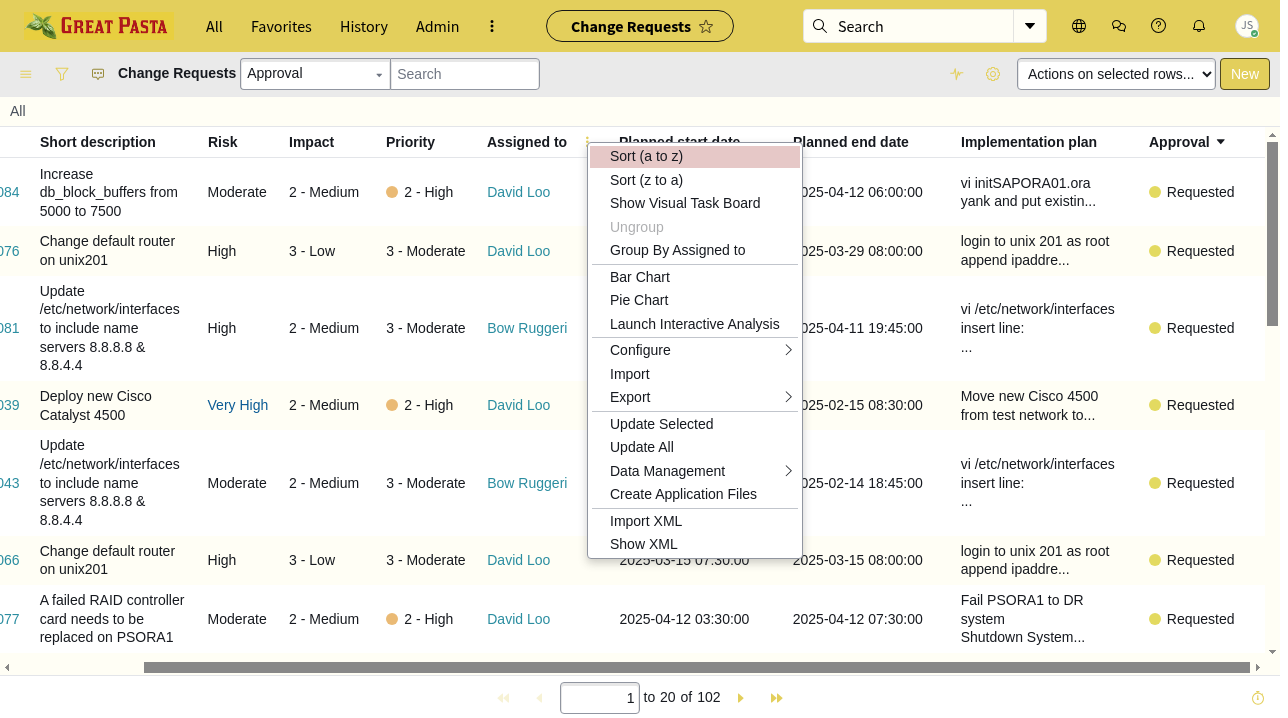 GREAT PASTA All Favorites History Admin Change Requests Search JS
Change Requests Approval Search Actions on selected rows... New
All
Short description Risk Impact Priority Assigned to Planned start date Planned end date Implementation plan Approval
Sort (a to z)
Sort (z to a)
Show Visual Task Board
Ungroup
Group By Assigned to
Bar Chart
Pie Chart
Launch Interactive Analysis
Configure
Import
Export
Update Selected
Update All
Data Management
Create Application Files
Import XML
Show XML
084 Increase db_block_buffers from 5000 to 7500 Moderate 2 - Medium 2 - High David Loo 2025-04-12 06:00:00 vi initSAPORA01.ora yank and put existin... Requested
076 Change default router on unix201 High 3 - Low 3 - Moderate David Loo 2025-03-29 08:00:00 login to unix 201 as root append ipaddre... Requested
081 Update /etc/network/interfaces to include name servers 8.8.8.8 & 8.8.4.4 High 2 - Medium 3 - Moderate Bow Ruggeri 2025-04-11 19:45:00 vi /etc/network/interfaces insert line: ... Requested
039 Deploy new Cisco Catalyst 4500 Very High 2 - Medium 2 - High David Loo 2025-02-15 08:30:00 Move new Cisco 4500 from test network to... Requested
043 Update /etc/network/interfaces to include name servers 8.8.8.8 & 8.8.4.4 Moderate 2 - Medium 3 - Moderate Bow Ruggeri 2025-02-14 18:45:00 vi /etc/network/interfaces insert line: ... Requested
066 Change default router on unix201 High 3 - Low 3 - Moderate David Loo 2025-03-15 07:30:00 2025-03-15 08:00:00 login to unix 201 as root append ipaddre... Requested
077 A failed RAID controller card needs to be replaced on PSORA1 Moderate 2 - Medium 2 - High David Loo 2025-04-12 03:30:00 2025-04-12 07:30:00 Fail PSORA1 to DR system Shutdown System... Requested
1 to 20 of 102